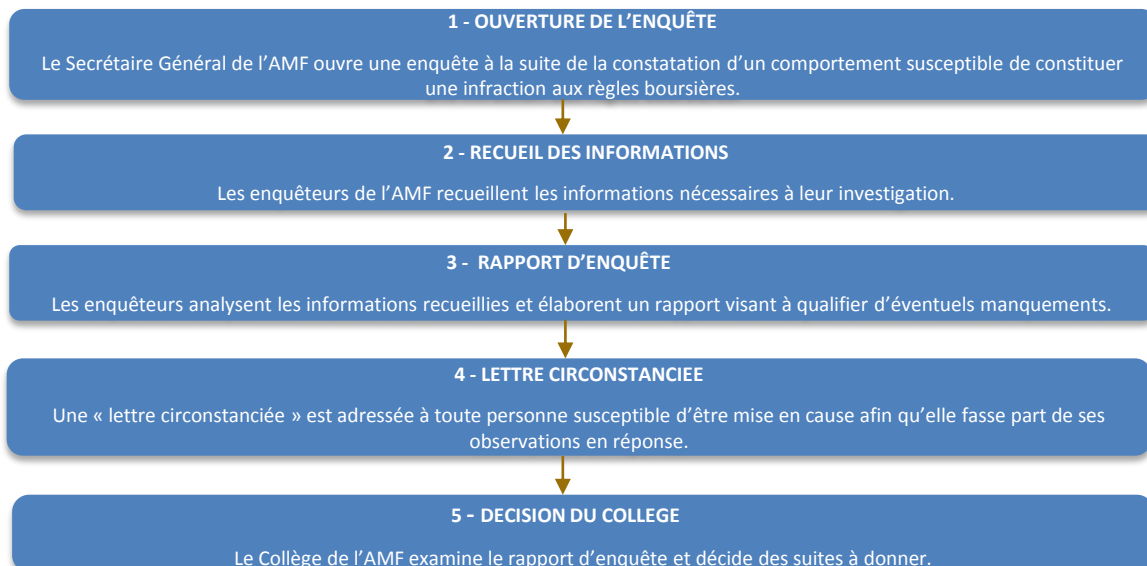 1 - OUVERTURE DE L’ENQUÊTE
Le Secrétaire Général de l’AMF ouvre une enquête à la suite de la constatation d’un comportement susceptible de constituer
une infraction aux règles boursières.
2 - RECUEIL DES INFORMATIONS
Les enquêteurs de l’AMF recueillent les informations nécessaires à leur investigation.
3 - RAPPORT D’ENQUÊTE
Les enquêteurs analysent les informations recueillies et élaborent un rapport visant à qualifier d’éventuels manquements.
4 - LETTRE CIRCONSTANCIEE
Une « lettre circonstanciée » est adressée à toute personne susceptible d’être mise en cause afin qu’elle fasse part de ses
observations en réponse.
5 - DECISION DU COLLEGE
Le Collège de l’AMF examine le rapport d’enquête et décide des suites à donner.